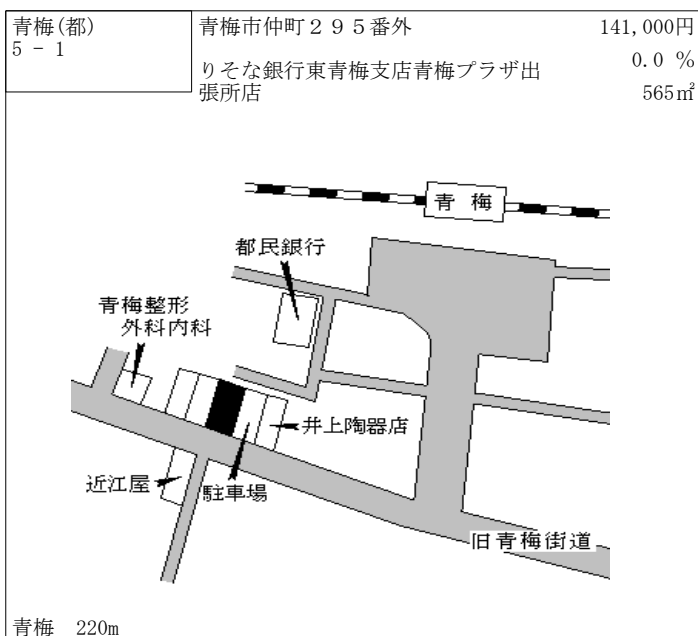 青梅(都)
5 - 1
青梅市仲町２９５番外
141,000円
りそな銀行東青梅支店青梅プラザ出
張所店
0.0 %
565㎡
青 梅
都民銀行
青梅整形
外科内科
井上陶器店
近江屋
駐車場
旧青梅街道
青梅 220m